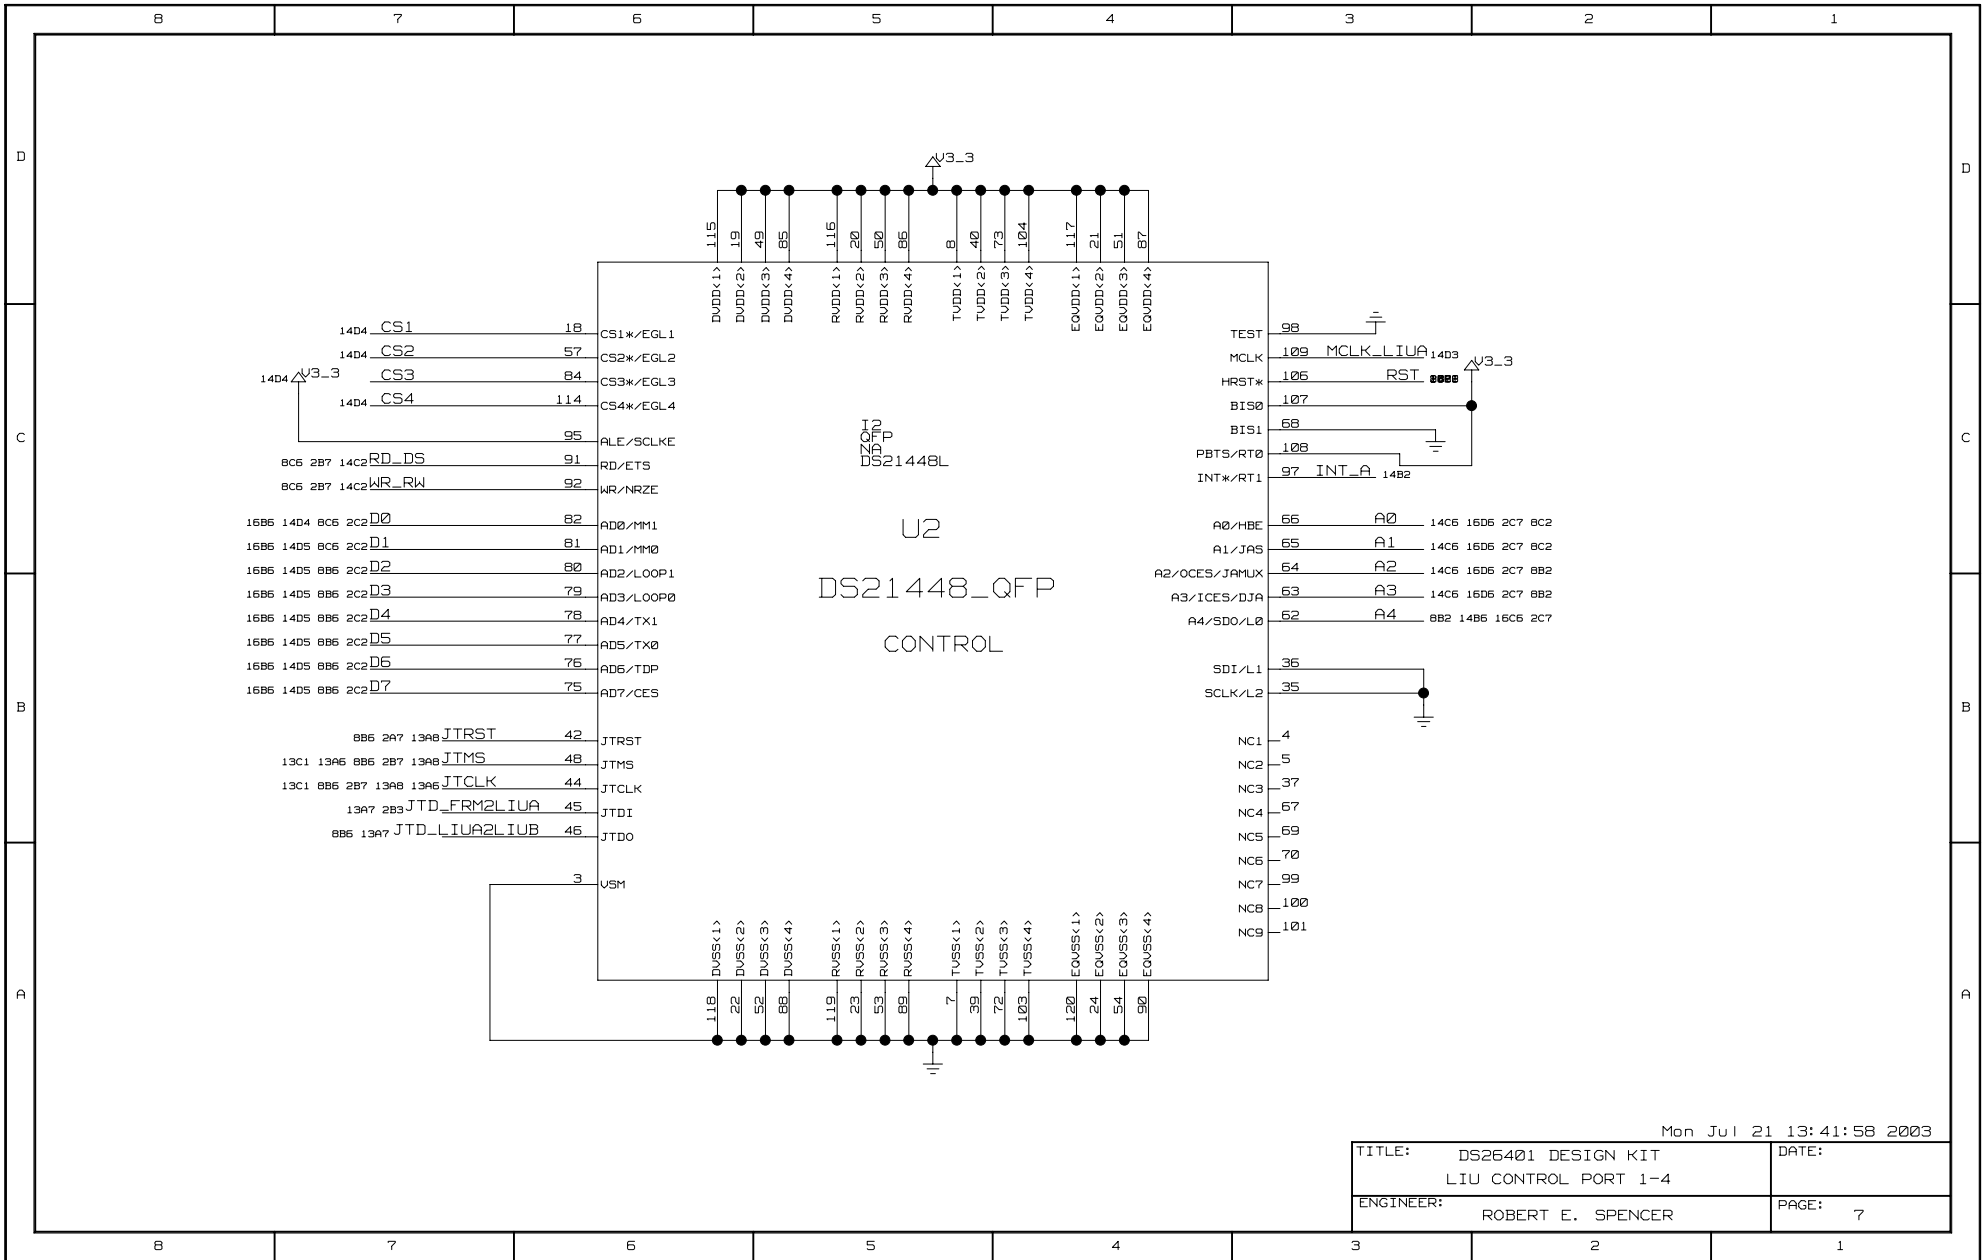 8 7 6 5 4 3 2 1
D D
C C
B B
A A
V3_3
115 19 49 85 116 20 50 86 8 40 73 104 117 21 51 87
DVDD<1> DVDD<2> DVDD<3> DVDD<4> RVDD<1> RVDD<2> RVDD<3> RVDD<4> TVDD<1> TVDD<2> TVDD<3> TVDD<4> EQVDD<1> EQVDD<2> EQVDD<3> EQVDD<4>
14D4 CS1 18 CS1*/EGL1
14D4 CS2 57 CS2*/EGL2
14D4 V3_3 CS3 84 CS3*/EGL3
14D4 CS4 114 CS4*/EGL4
95 ALE/SCLKE
8C6 2B7 14C2 RD_DS 91 RD/ETS
8C6 2B7 14C2 WR_RW 92 WR/NRZE
16B6 14D4 8C6 2C2 D0 82 AD0/MM1
16B6 14D5 8C6 2C2 D1 81 AD1/MM0
16B6 14D5 8B6 2C2 D2 80 AD2/LOOP1
16B6 14D5 8B6 2C2 D3 79 AD3/LOOP0
16B6 14D5 8B6 2C2 D4 78 AD4/TX1
16B6 14D5 8B6 2C2 D5 77 AD5/TX0
16B6 14D5 8B6 2C2 D6 76 AD6/TDP
16B6 14D5 8B6 2C2 D7 75 AD7/CES
8B6 2A7 13A8 JTRST 42 JTRST
13C1 13A6 8B6 2B7 13A8 JTMS 48 JTMS
13C1 8B6 2B7 13A8 13A6 JTCLK 44 JTCLK
13A7 2B3 JTD_FRM2LIUA 45 JTDI
8B6 13A7 JTD_LIUA2LIUB 46 JTDO
3 VSM
I2
QFP
NA
DS21448L
U2
DS21448_QFP
CONTROL
TEST 98
MCLK 109 MCLK_LIUA 14D3
HRST* 106 RST V3_3
BIS0 107
BIS1 68
PBTS/RT0 108
INT*/RT1 97 INT_A 14B2
A0/HBE 66 A0 14C6 16D6 2C7 8C2
A1/JAS 65 A1 14C6 16D6 2C7 8C2
A2/OCES/JAMUX 64 A2 14C6 16D6 2C7 8B2
A3/ICES/DJA 63 A3 14C6 16D6 2C7 8B2
A4/SDO/L0 62 A4 8B2 14B6 16C6 2C7
SDI/L1 36
SCLK/L2 35
NC1 4
NC2 5
NC3 37
NC4 67
NC5 69
NC6 70
NC7 99
NC8 100
NC9 101
DVSS<1> DVSS<2> DVSS<3> DVSS<4> RVSS<1> RVSS<2> RVSS<3> RVSS<4> TVSS<1> TVSS<2> TVSS<3> TVSS<4> EQVSS<1> EQVSS<2> EQVSS<3> EQVSS<4>
118 22 52 88 119 23 53 89 7 39 72 103 120 24 54 90
Mon Jul 21 13:41:58 2003
TITLE: DS26401 DESIGN KIT DATE:
LIU CONTROL PORT 1-4
ENGINEER: ROBERT E. SPENCER PAGE: 7
8 7 6 5 4 3 2 1